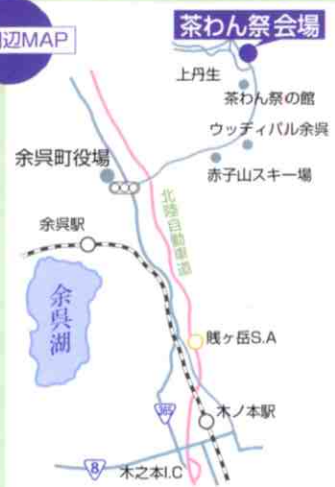 辺MAP
茶わん祭会場
上丹生
茶わん祭の館
ウッディパル余呉
赤子山スキー場
余呉町役場
北陸自動車道
余呉駅
余呉湖
賤ヶ岳S.A
365
木ノ本駅
8
木之本I.C